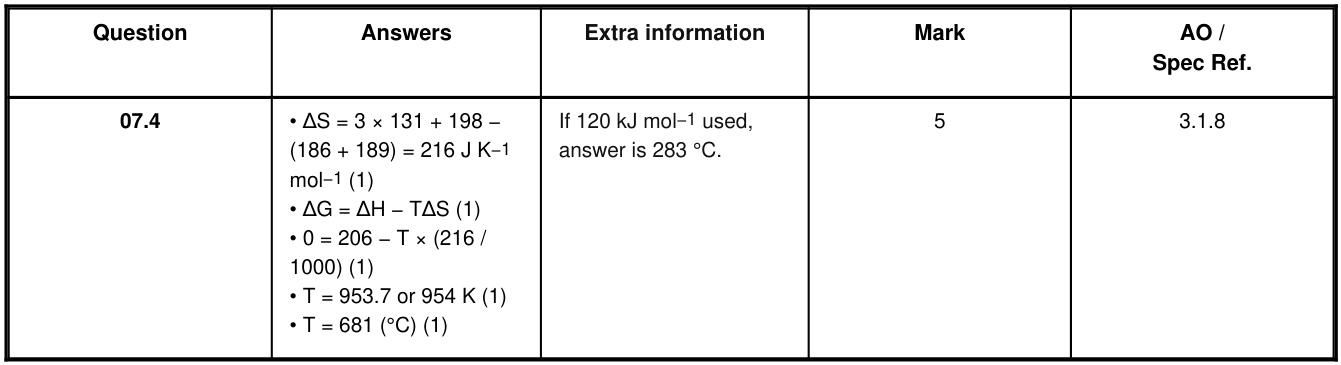 Question Answers Extra information Mark AO /
Spec Ref.
07.4
• ΔS = 3 × 131 + 198 –
(186 + 189) = 216 J K–1
mol–1 (1)
• ΔG = ΔH – TΔS (1)
• 0 = 206 – T × (216 /
1000) (1)
• T = 953.7 or 954 K (1)
• T = 681 (°C) (1)
If 120 kJ mol–1 used,
answer is 283 °C.
5
3.1.8